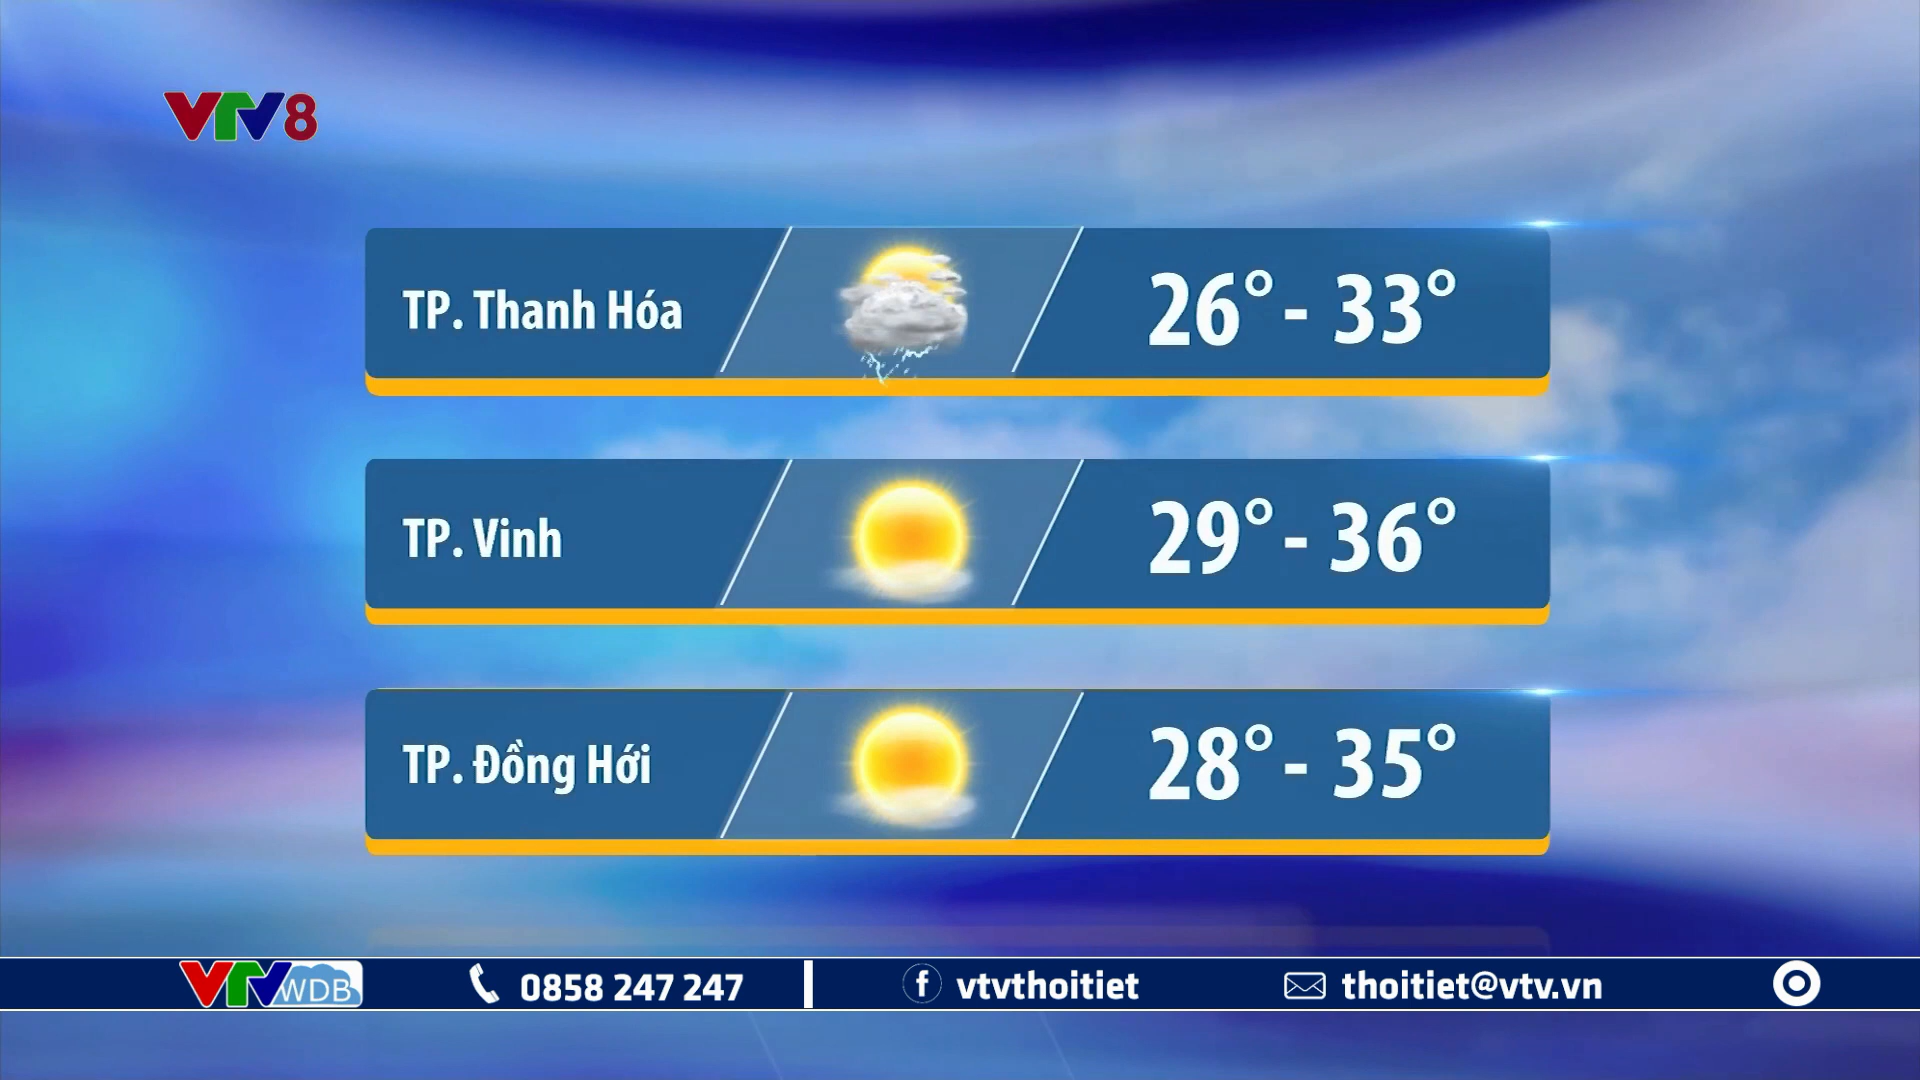 VTV8
TP. Thanh Hóa 26° - 33°
TP. Vinh 29° - 36°
TP. Đồng Hới 28° - 35°
VTV WDB 0858 247 247 vtvthoitiet thoitiet@vtv.vn